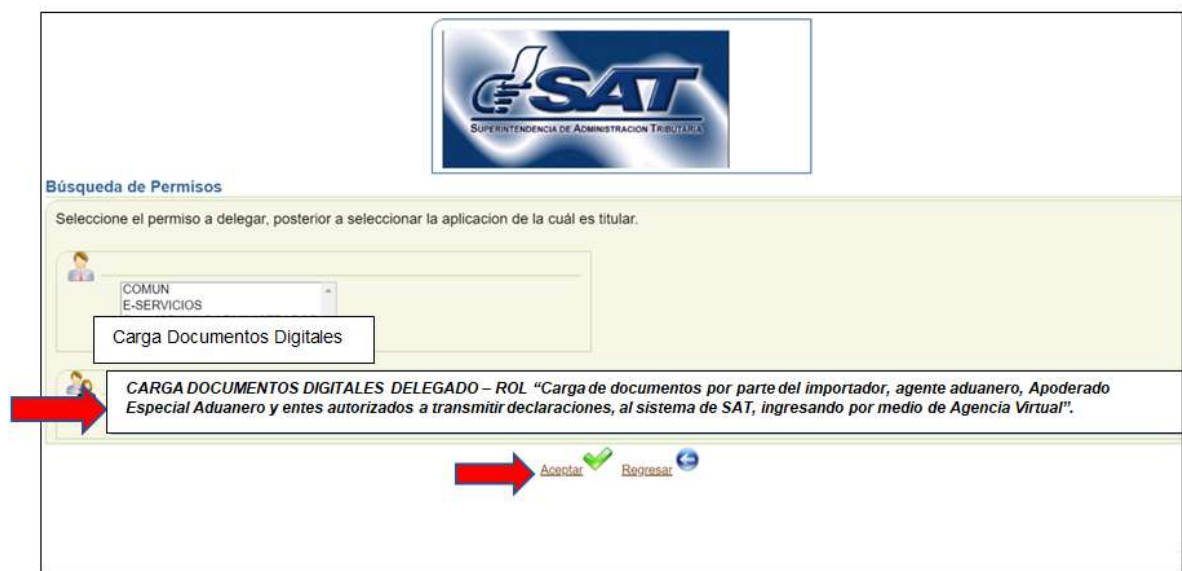 SAT
SUPERINTENDENCIA DE ADMINISTRACION TRIBUTARIA
Búsqueda de Permisos
Seleccione el permiso a delegar, posterior a seleccionar la aplicacion de la cuál es titular.
COMUN
E-SERVICIOS
Carga Documentos Digitales
CARGA DOCUMENTOS DIGITALES DELEGADO – ROL “Carga de documentos por parte del importador, agente aduanero, Apoderado
Especial Aduanero y entes autorizados a transmitir declaraciones, al sistema de SAT, ingresando por medio de Agencia Virtual”.
Aceptar Regresar